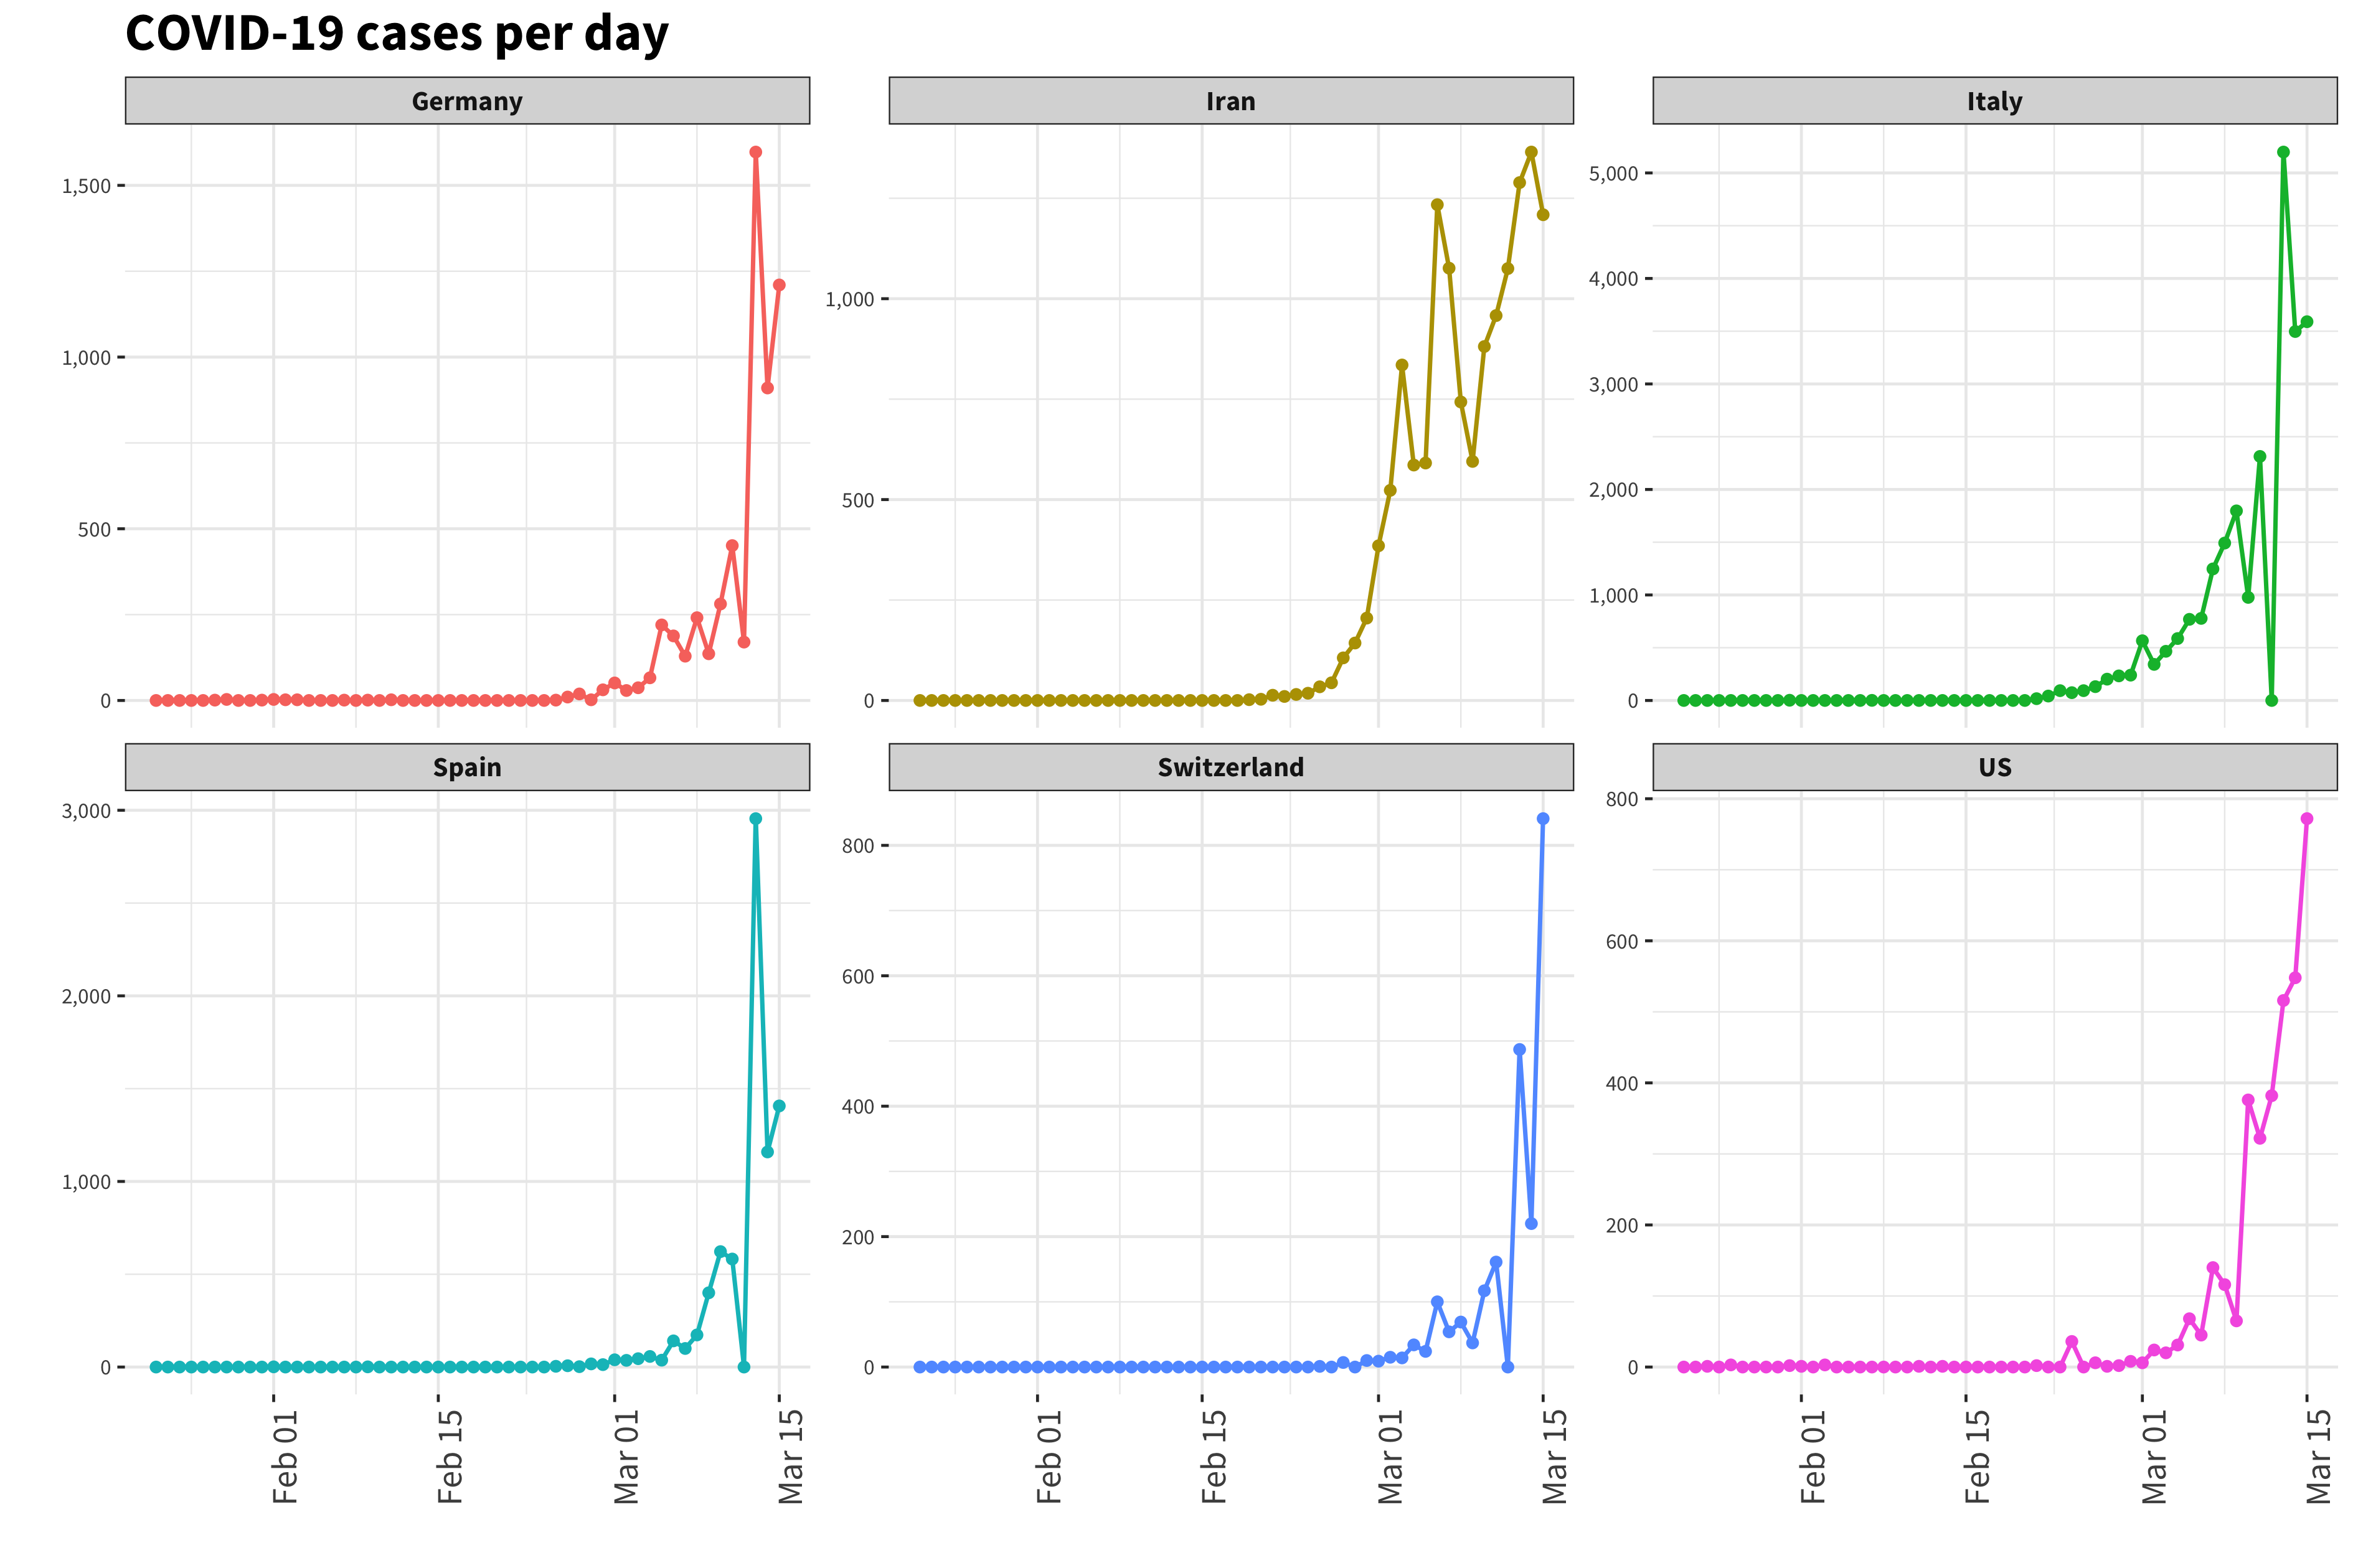 COVID-19 cases per day
Germany
Iran
Italy
1,500
1,000
500
0
1,000
500
0
5,000
4,000
3,000
2,000
1,000
0
Spain
Switzerland
US
3,000
2,000
1,000
0
800
600
400
200
0
800
600
400
200
0
Feb 01
Feb 15
Mar 01
Mar 15
Feb 01
Feb 15
Mar 01
Mar 15
Feb 01
Feb 15
Mar 01
Mar 15